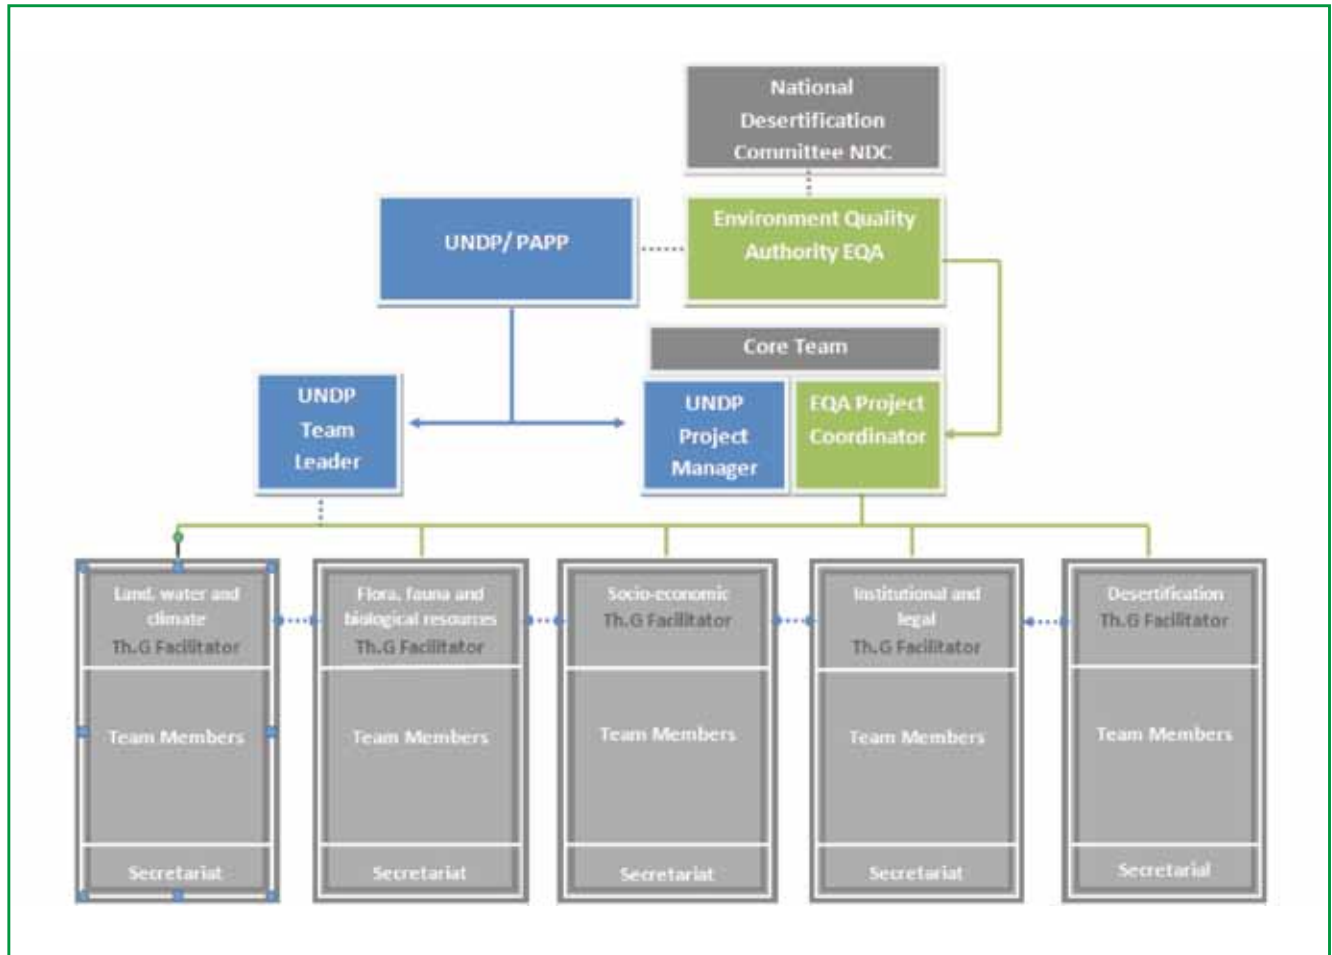 National
Desertification
Committee NDC
UNDP/ PAPP
Environment Quality
Authority EQA
Core Team
UNDP
Team
Leader
UNDP
Project
Manager
EQA Project
Coordinator
Land, water and
climate
Th.G Facilitator
Team Members
Secretariat
Flora, fauna and
biological resources
Th.G Facilitator
Team Members
Secretariat
Socio-economic
Th.G Facilitator
Team Members
Secretariat
Institutional and
legal
Th.G Facilitator
Team Members
Secretariat
Desertification
Th.G Facilitator
Team Members
Secretarial